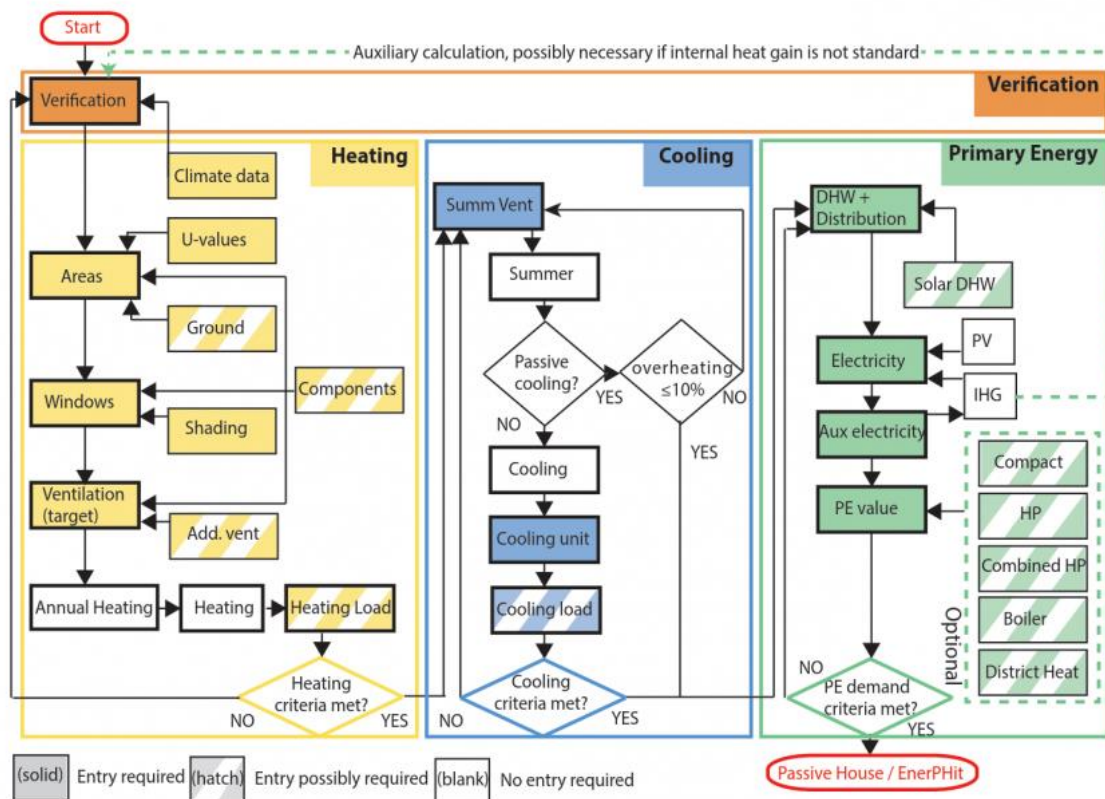 Start
Auxiliary calculation, possibly necessary if internal heat gain is not standard
Verification
Verification
Heating
Climate data
U-values
Areas
Ground
Components
Windows
Shading
Ventilation
(target)
Add. vent
Annual Heating
Heating
Heating Load
Heating
criteria met?
NO
YES
Cooling
Summ Vent
Summer
Passive
cooling?
YES
NO
overheating
≤10%
NO
YES
Cooling
Cooling unit
Cooling load
Cooling
criteria met?
NO
YES
Primary Energy
DHW +
Distribution
Solar DHW
Electricity
PV
IHG
Aux electricity
PE value
Compact
HP
Combined HP
Boiler
District Heat
Optional
NO
PE demand
criteria met?
YES
Passive House / EnerPHit
(solid) Entry required (hatch) Entry possibly required (blank) No entry required